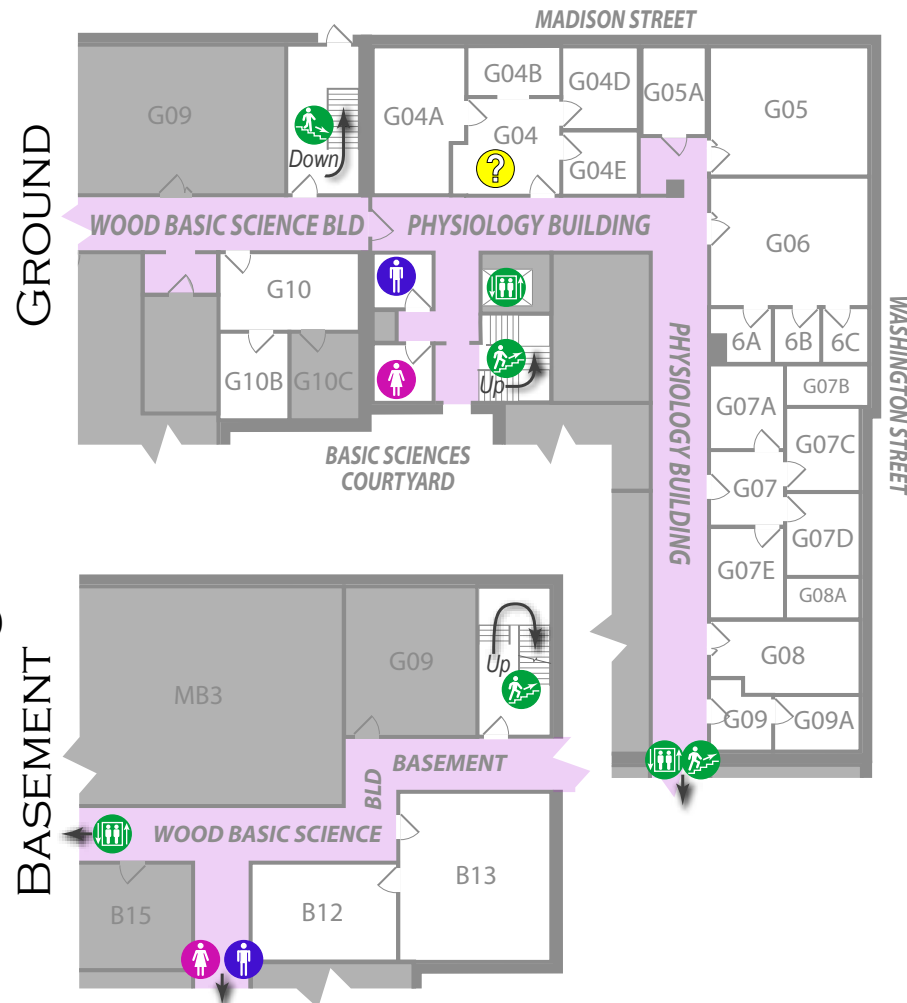 MADISON STREET
GROUND
G09
Down
G04A
G04B
G04
?
G04D
G04E
G05A
G05
WOOD BASIC SCIENCE BLD
PHYSIOLOGY BUILDING
G06
G10
G10B
G10C
Up
6A
6B
6C
WASHINGTON STREET
PHYSIOLOGY BUILDING
G07A
G07B
G07C
G07
G07D
G07E
G08A
G08
G09
G09A
BASIC SCIENCES
COURTYARD
BASEMENT
MB3
G09
Up
BASEMENT
BLD
WOOD BASIC SCIENCE
B15
B12
B13